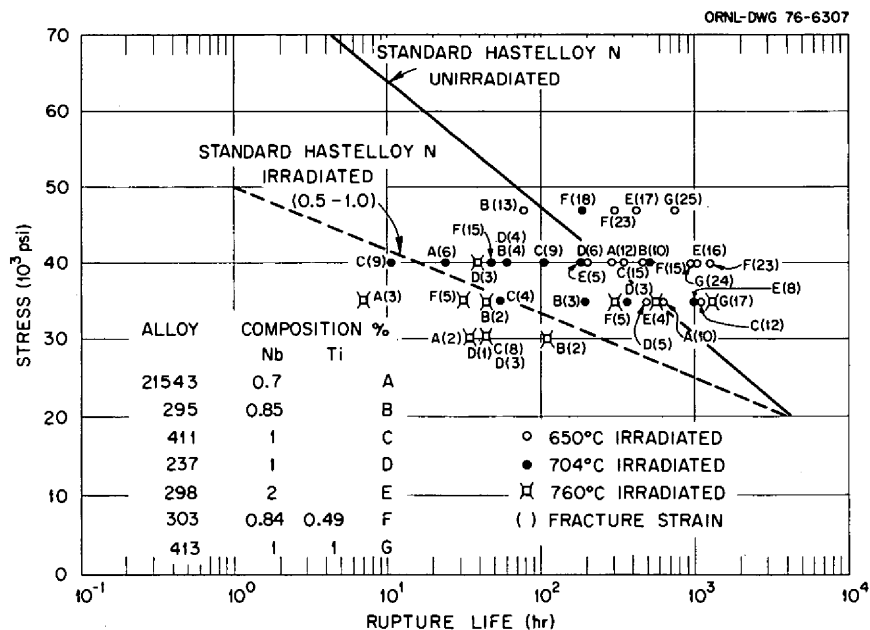 ORNL-DWG 76-6307
70
60
50
40
30
20
10
0
STRESS (10³ psi)
STANDARD HASTELLOY N
UNIRRADIATED
STANDARD HASTELLOY N
IRRADIATED
(0.5-1.0)
B(13)
F(18)
F(23)
E(17)
G(25)
C(9)
A(6)
F(15)
D(3)
D(4)
B(4)
C(9)
E(5)
D(6)
A(12)
C(15)
B(10)
F(15)
G(24)
E(16)
F(23)
A(3)
F(5)
B(2)
C(4)
B(3)
F(5)
D(3)
D(5)
E(4)
A(10)
E(8)
C(12)
G(17)
A(2)
D(1)
C(8)
D(3)
B(2)
ALLOY COMPOSITION %
Nb Ti
21543 0.7 A
295 0.85 B
411 1 C
237 1 D
298 2 E
303 0.84 0.49 F
413 1 1 G
○ 650°C IRRADIATED
● 704°C IRRADIATED
¤ 760°C IRRADIATED
( ) FRACTURE STRAIN
10⁻¹ 10⁰ 10¹ 10² 10³ 10⁴
RUPTURE LIFE (hr)